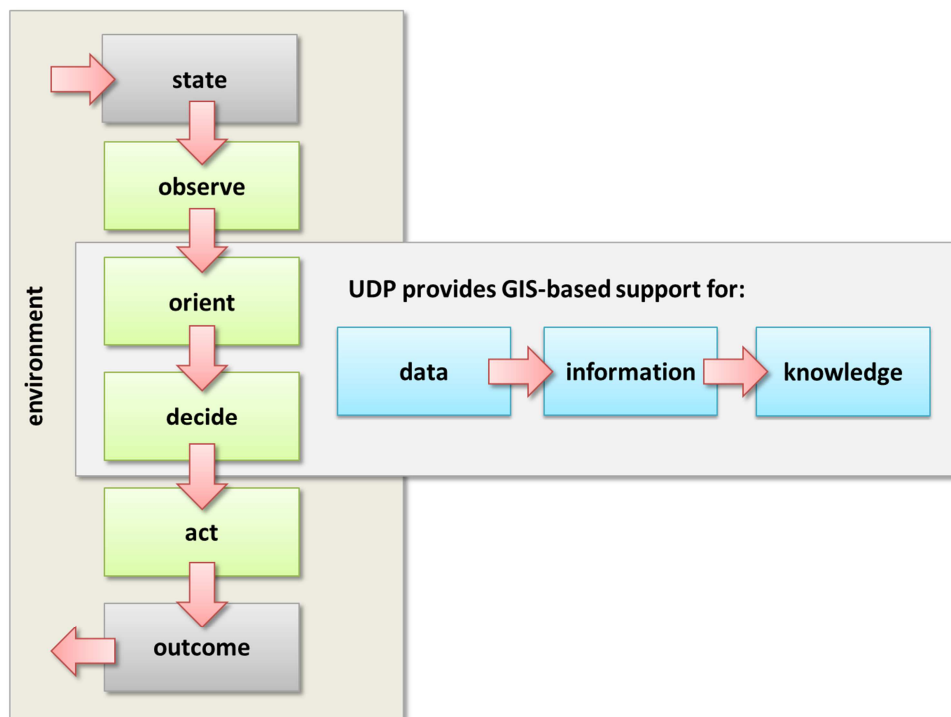 state
observe
environment
orient
decide
act
outcome
UDP provides GIS-based support for:
data
information
knowledge